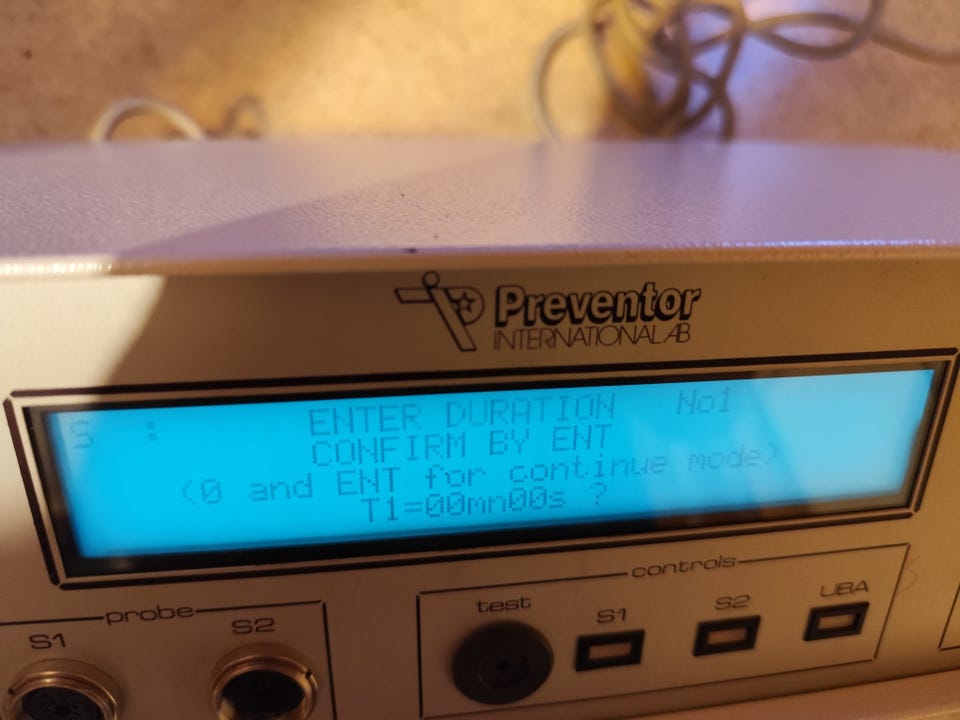 Preventor
INTERNATIONAL AB
S : ENTER DURATION No1
CONFIRM BY ENT
(0 and ENT for continue mode)
T1=00mn00s ?
probe
S1 S2
controls
test S1 S2 UBA